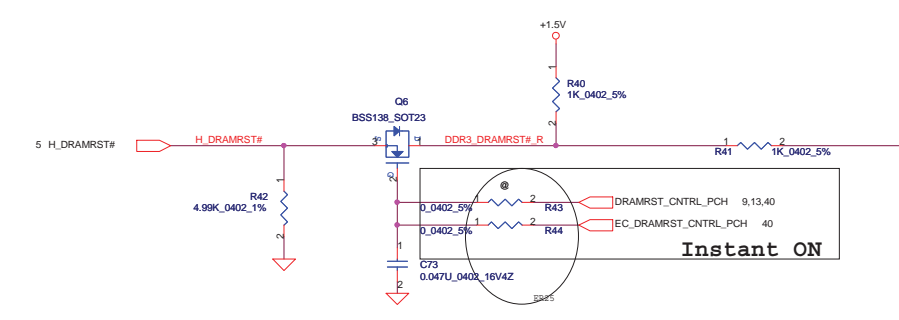 +1.5V
1
R40
1K_0402_5%
2
Q6
BSS138_SOT23
5 H_DRAMRST#
H_DRAMRST#
3
S
D
1
DDR3_DRAMRST#_R
1
2
R41
1K_0402_5%
G
2
1
R42
4.99K_0402_1%
2
@
0_0402_5%
1
2
R43
DRAMRST_CNTRL_PCH 9,13,40
0_0402_5%
1
2
R44
EC_DRAMRST_CNTRL_PCH 40
Instant ON
1
C73
0.047U_0402_16V4Z
2
ER25